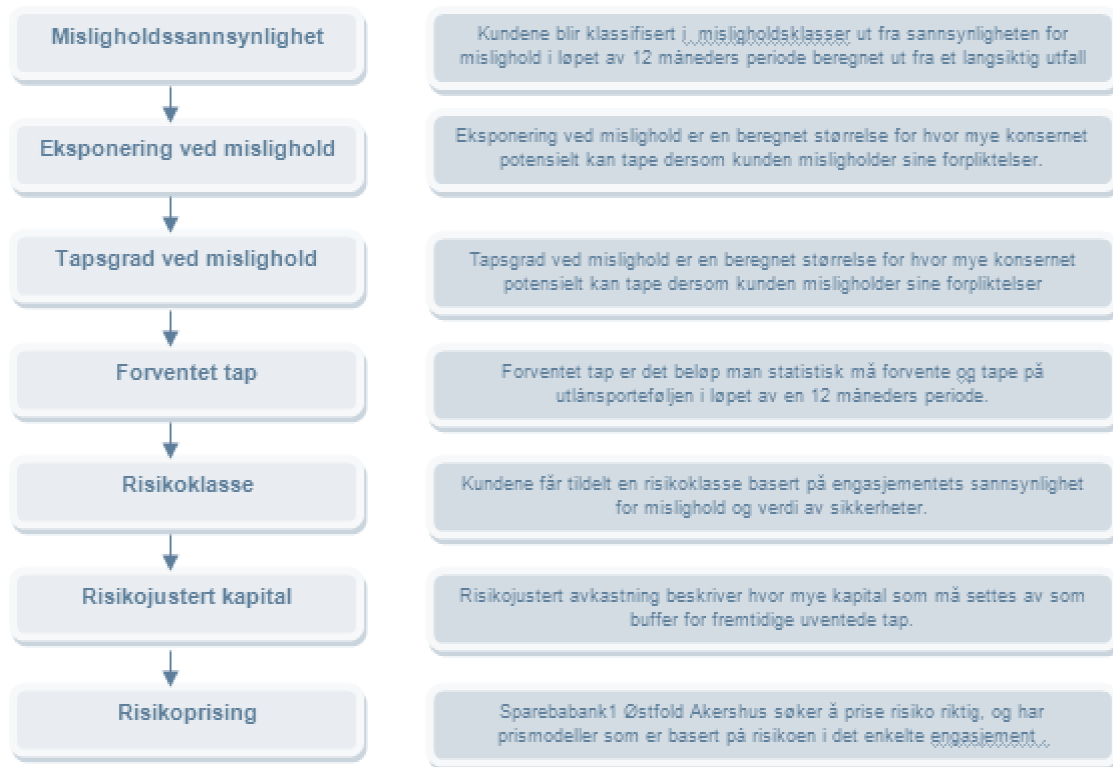 Misligholdssannsynlighet
Kundene blir klassifisert i misligholdsklasser ut fra sannsynligheten for
mislighold i løpet av 12 måneders periode beregnet ut fra et langsiktig utfall
Eksponering ved mislighold
Eksponering ved mislighold er en beregnet størrelse for hvor mye konsernet
potensielt kan tape dersom kunden misligholder sine forpliktelser.
Tapsgrad ved mislighold
Tapsgrad ved mislighold er en beregnet størrelse for hvor mye konsernet
potensielt kan tape dersom kunden misligholder sine forpliktelser
Forventet tap
Forventet tap er det beløp man statistisk må forvente og tape på
utlånsporteføljen i løpet av en 12 måneders periode.
Risikoklasse
Kundene får tildelt en risikoklasse basert på engasjementets sannsynlighet
for mislighold og verdi av sikkerheter.
Risikojustert kapital
Risikojustert avkastning beskriver hvor mye kapital som må settes av som
buffer for fremtidige uventede tap.
Risikoprising
Sparebabank1 Østfold Akershus søker å prise risiko riktig, og har
prismodeller som er basert på risikoen i det enkelte engasjement .